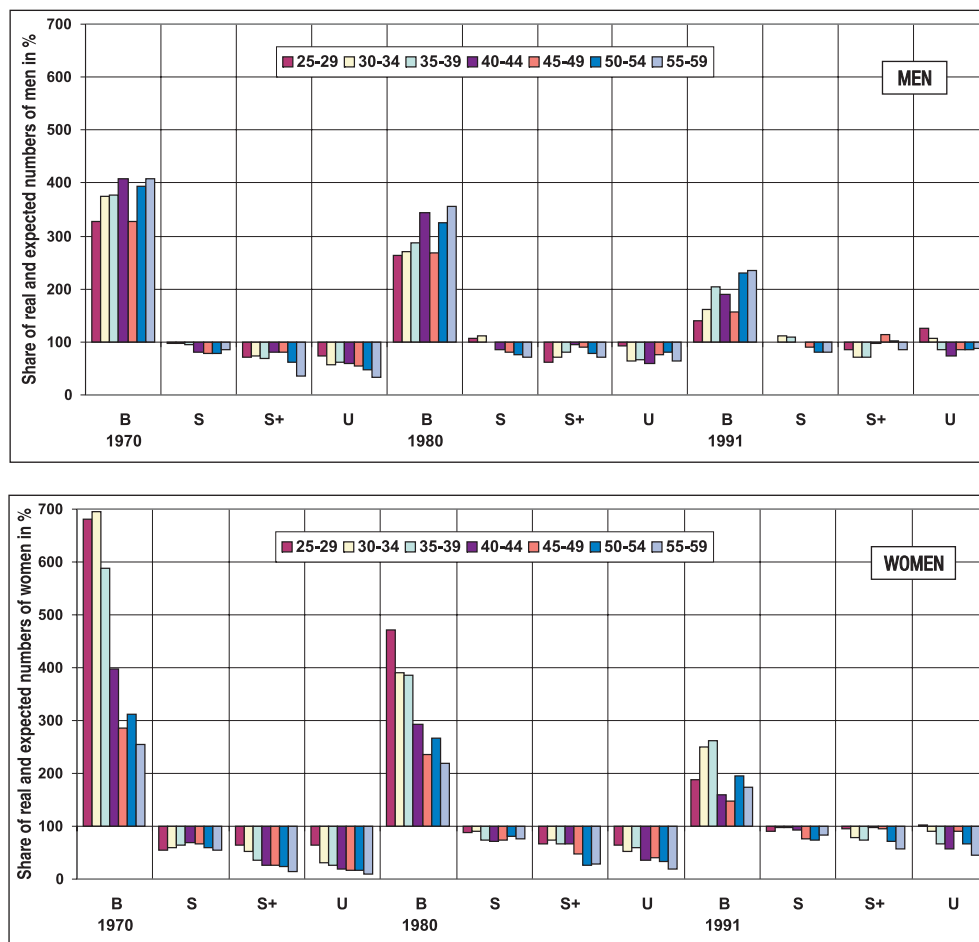 Share of real and expected numbers of men in %
700
600
500
400
300
200
100
0
25-29 30-34 35-39 40-44 45-49 50-54 55-59
MEN
B S S+ U B S S+ U B S S+ U
1970 1980 1991
Share of real and expected numbers of women in %
700
600
500
400
300
200
100
0
25-29 30-34 35-39 40-44 45-49 50-54 55-59
WOMEN
B S S+ U B S S+ U B S S+ U
1970 1980 1991